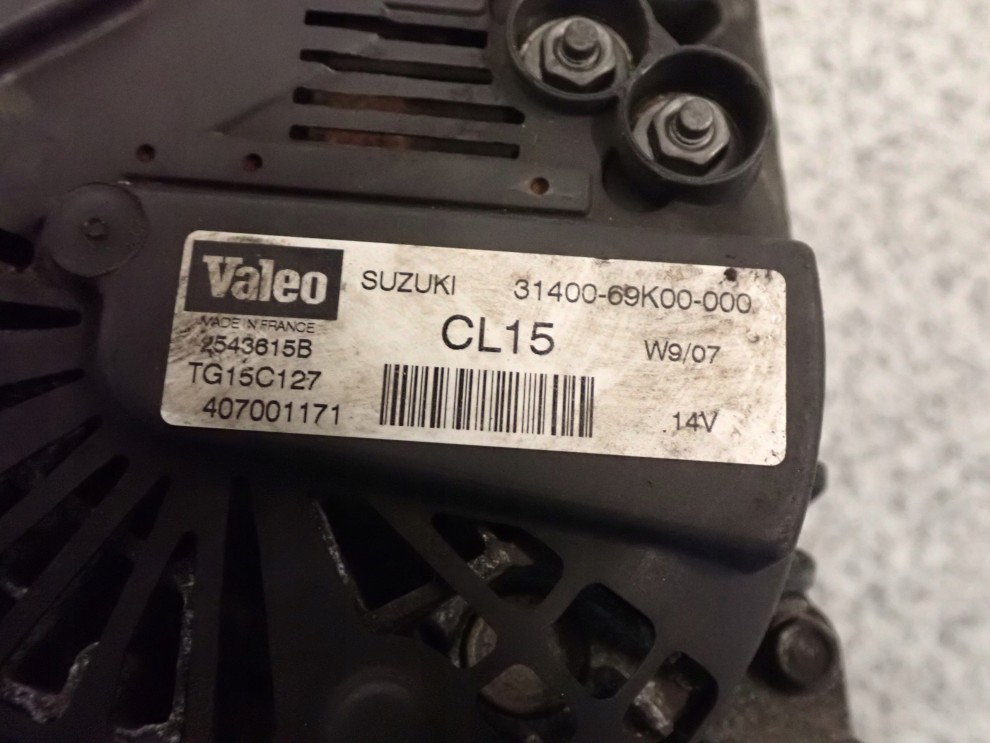 Valeo SUZUKI 31400-69K00-000
MADE IN FRANCE
2543615B CL15 W9/07
TG15C127
407001171 14V